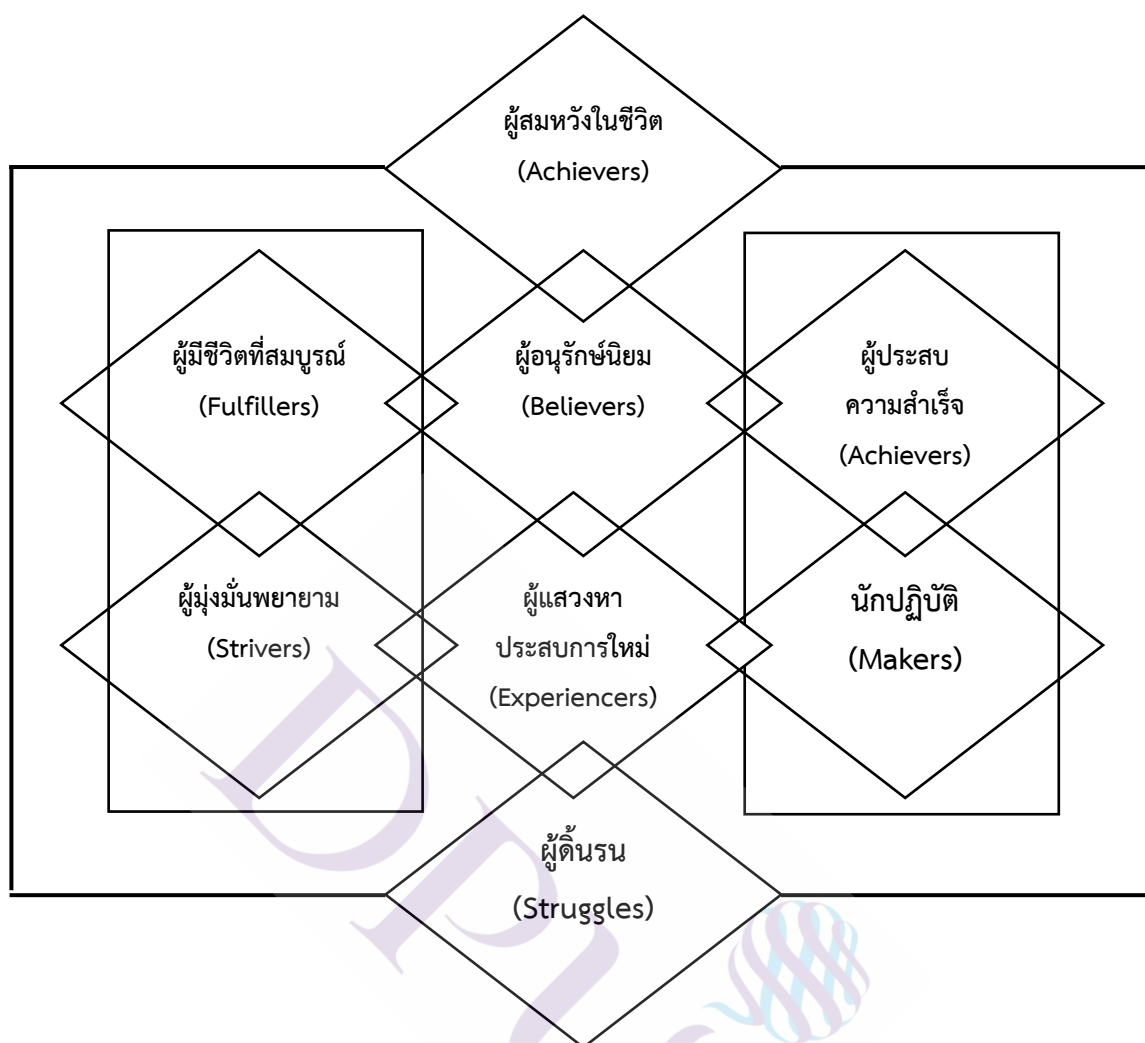 ผู้สมหวังในชีวิต
(Achievers)
ผู้มีชีวิตที่สมบูรณ์
(Fulfillers)
ผู้อนุรักษ์นิยม
(Believers)
ผู้ประสบ
ความสำเร็จ
(Achievers)
ผู้มุ่งมั่นพยายาม
(Strivers)
ผู้แสวงหา
ประสบการใหม่
(Experiencers)
นักปฏิบัติ
(Makers)
ผู้ดิ้นรน
(Struggles)